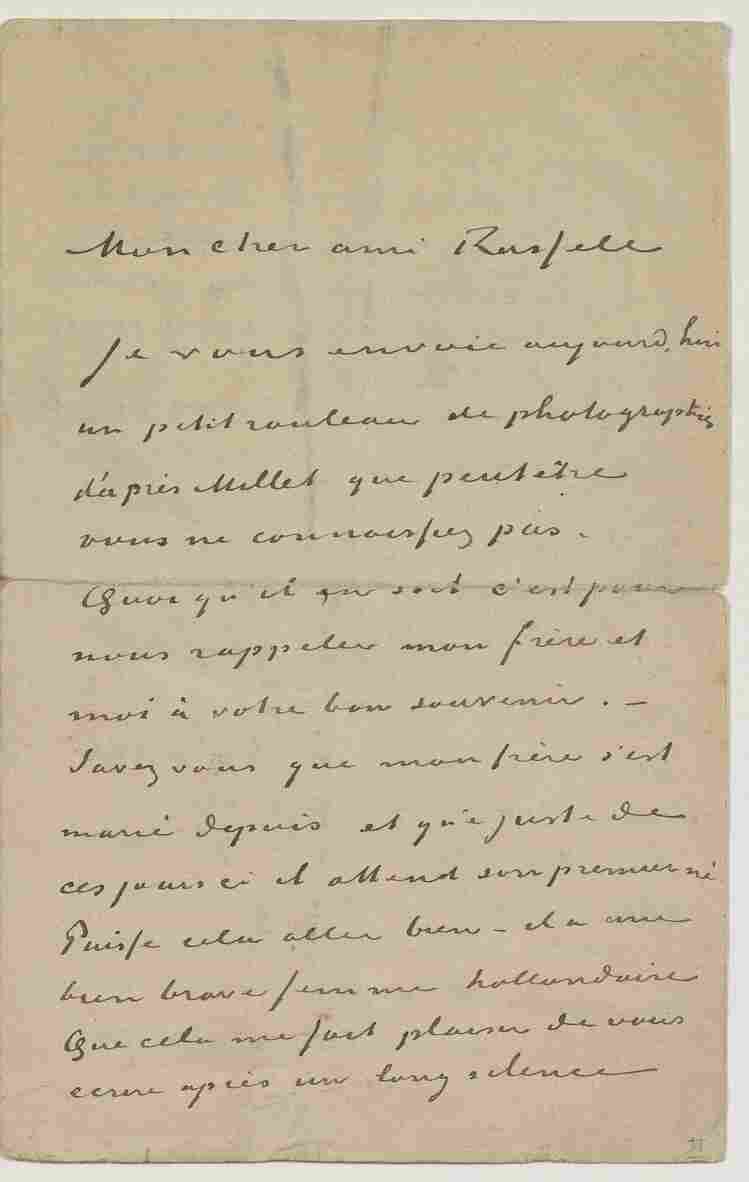 Mon cher ami Russell
Je vous envoie aujourd'hui
un petit rouleau de photographies
d'après Millet que peutêtre
vous ne connaissez pas.
Quoi qu'il en soit c'est pour
nous rappeler mon frère et
moi à votre bon souvenir. –
Savez vous que mon frère s'est
marié depuis et que juste de
ces jours ci il attend son premier né
Puisse cela aller bien – il a une
bien brave femme hollandaise
Que cela me fait plaisir de vous
ecrire après un long silence